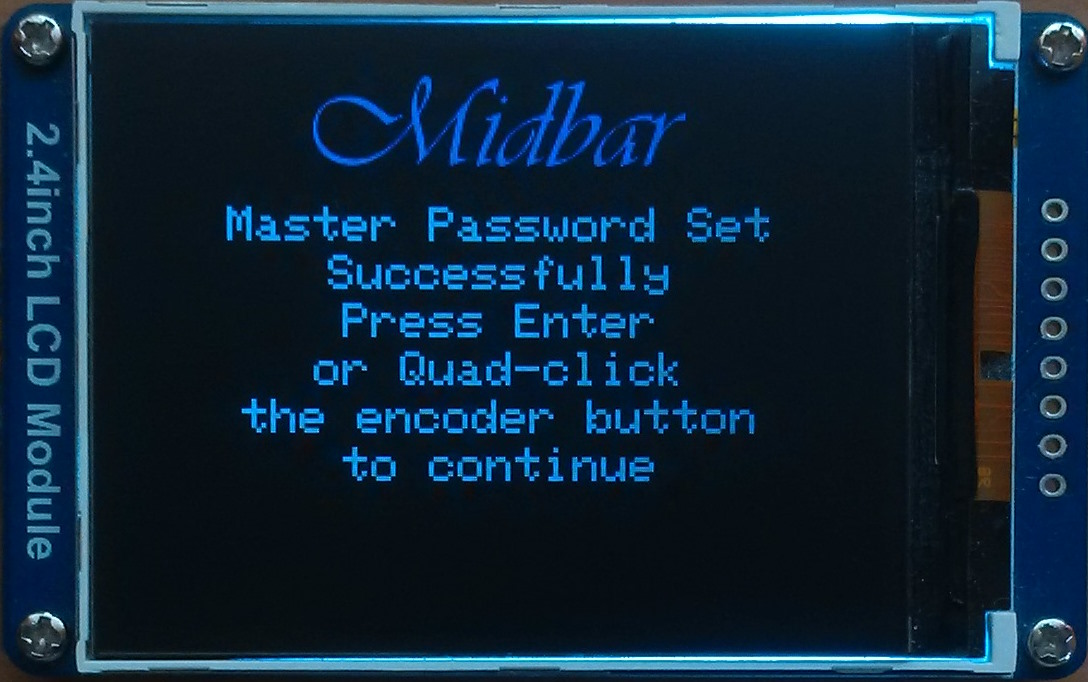 Midbar
Master Password Set
Successfully
Press Enter
or Quad-click
the encoder button
to continue
2.4inch LCD Module